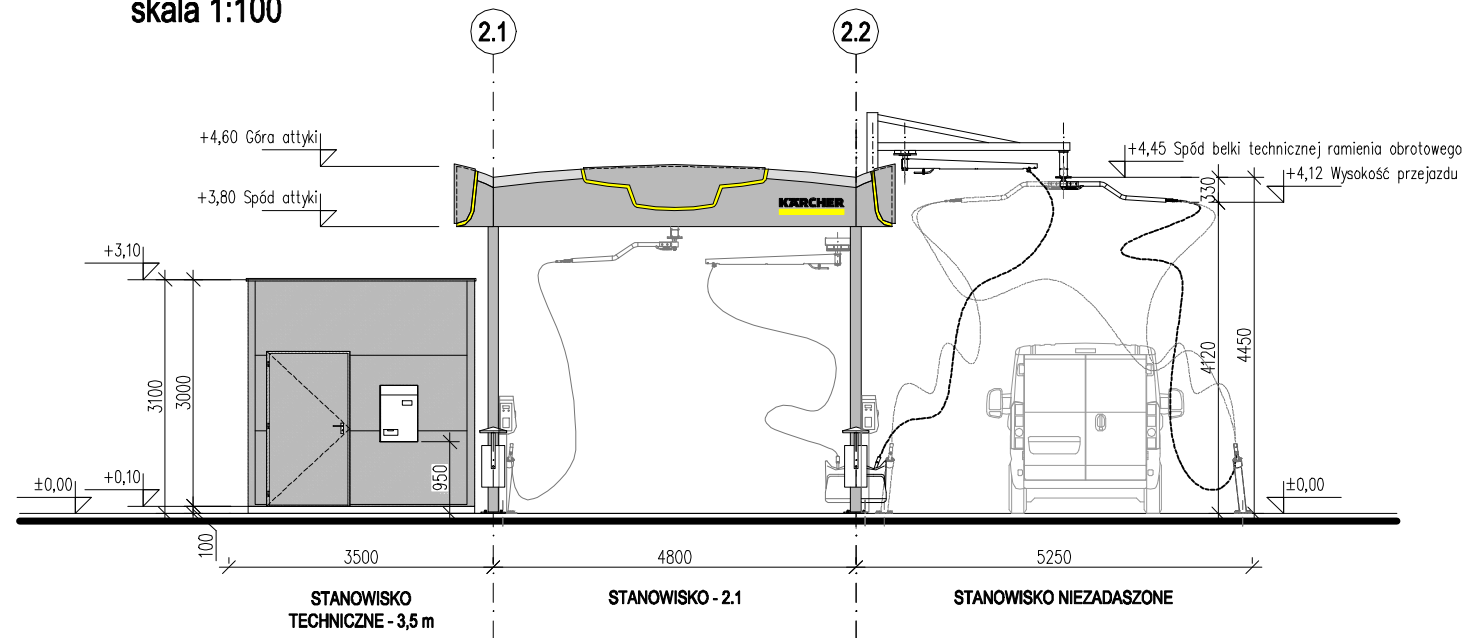 skala 1:100
2.1
2.2
+4,60 Góra attyki
+4,45 Spód belki technicznej ramienia obrotowego
+4,12 Wysokość przejazdu
330
+3,80 Spód attyki
KÄRCHER
+3,10
3100
3000
4120
4450
950
±0,00
+0,10
±0,00
100
3500
4800
5250
STANOWISKO
TECHNICZNE - 3,5 m
STANOWISKO - 2.1
STANOWISKO NIEZADASZONE